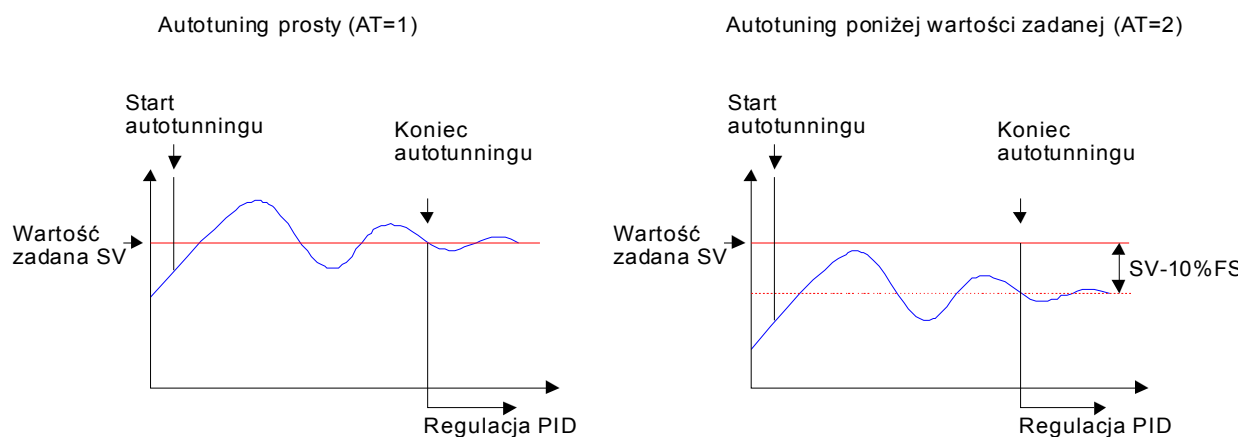 Autotuning prosty (AT=1)
Start
autotunningu
Koniec
autotunningu
Wartość
zadana SV
Regulacja PID
Autotuning poniżej wartości zadanej (AT=2)
Start
autotunningu
Koniec
autotunningu
Wartość
zadana SV
SV-10%FS
Regulacja PID